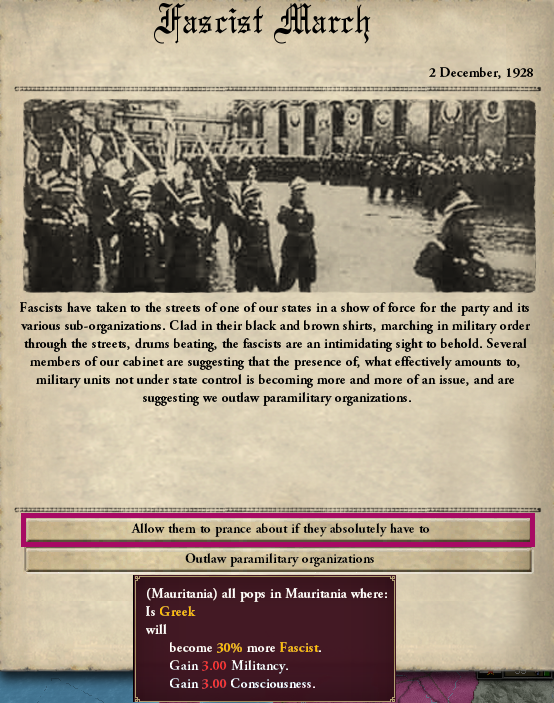 Fascist March
2 December, 1928
Fascists have taken to the streets of one of our states in a show of force for the party and its
various sub-organizations. Clad in their black and brown shirts, marching in military order
through the streets, drums beating, the fascists are an intimidating sight to behold. Several
members of our cabinet are suggesting that the presence of, what effectively amounts to,
military units not under state control is becoming more and more of an issue, and are
suggesting we outlaw paramilitary organizations.
Allow them to prance about if they absolutely have to
Outlaw paramilitary organizations
(Mauritania) all pops in Mauritania where:
Is Greek
will
become 30% more Fascist.
Gain 3.00 Militancy.
Gain 3.00 Consciousness.